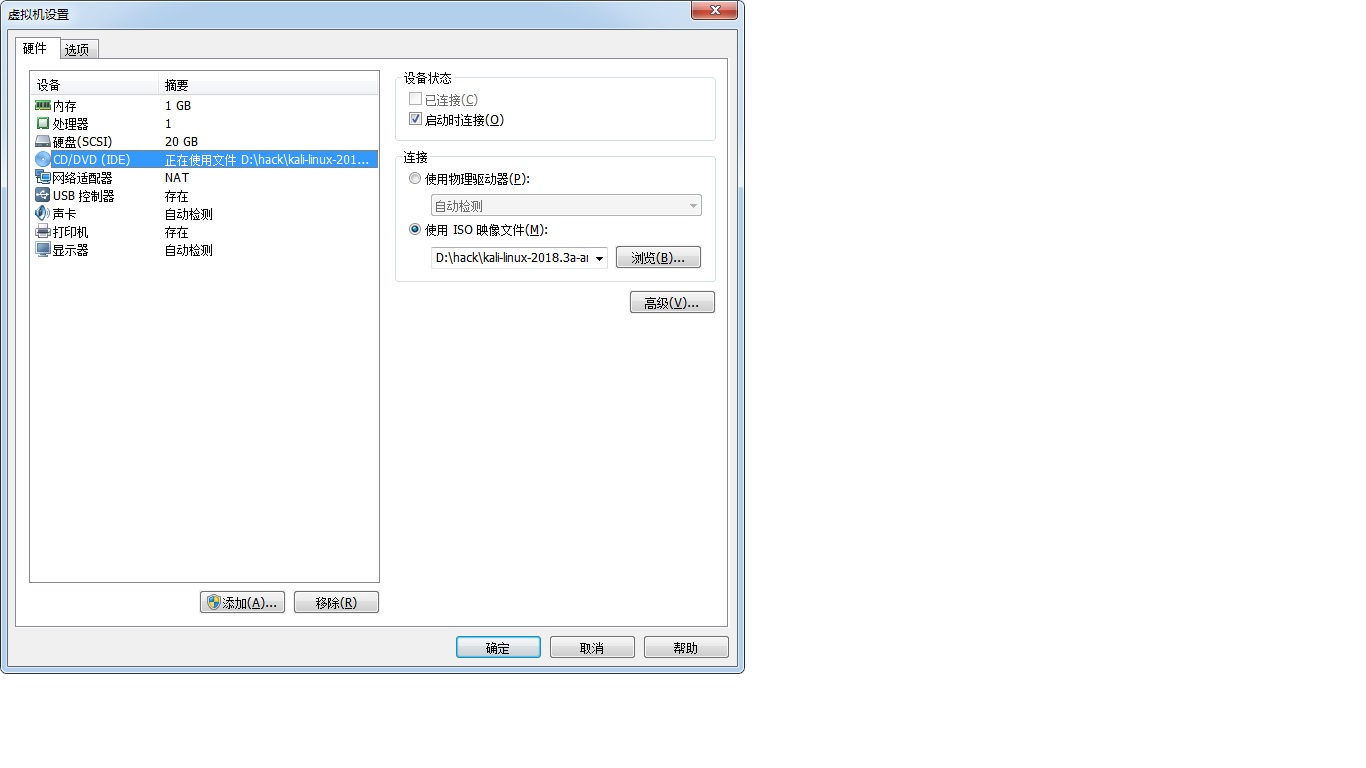 虚拟机设置
硬件 选项
设备 摘要
内存 1 GB
处理器 1
硬盘(SCSI) 20 GB
CD/DVD (IDE) 正在使用文件 D:\hack\kali-linux-201...
网络适配器 NAT
USB 控制器 存在
声卡 自动检测
打印机 存在
显示器 自动检测
添加(A)... 移除(R)
设备状态
已连接(C)
启动时连接(O)
连接
使用物理驱动器(P):
自动检测
使用 ISO 映像文件(M):
D:\hack\kali-linux-2018.3a-a 浏览(B)...
高级(V)...
确定 取消 帮助